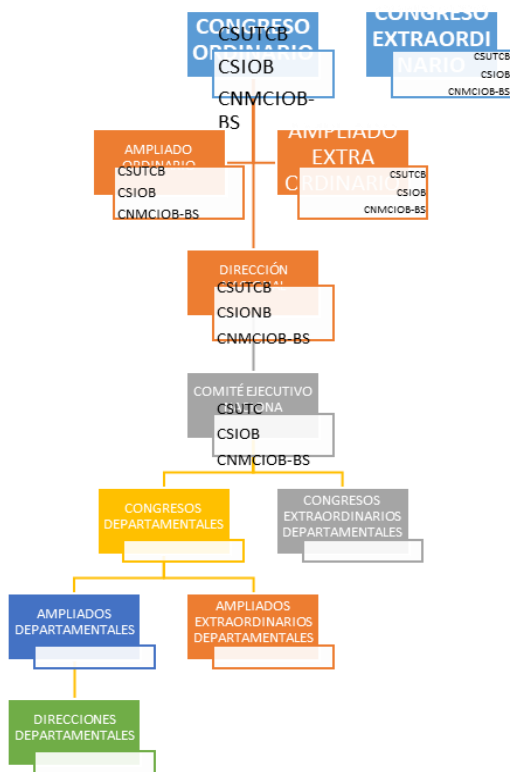 CONGRESO
ORDINARIO
CSUTCB
CSIOB
CNMCIOB-
BS
CONGRESO
EXTRAORDI
NARIO
CSUTCB
CSIOB
CNMCIOB-BS
AMPLIADO
ORDINARIO
CSUTCB
CSIOB
CNMCIOB-BS
AMPLIADO
EXTRA
ORDINARIO
CSUTCB
CSIOB
CNMCIOB-BS
DIRECCIÓN
CSUTCB
CSIONB
CNMCIOB-BS
COMITÉ EJECUTIVO
CSUTC
CSIOB
CNMCIOB-BS
CONGRESOS
DEPARTAMENTALES
CONGRESOS
EXTRAORDINARIOS
DEPARTAMENTALES
AMPLIADOS
DEPARTAMENTALES
AMPLIADOS
EXTRAORDINARIOS
DEPARTAMENTALES
DIRECCIONES
DEPARTAMENTALES